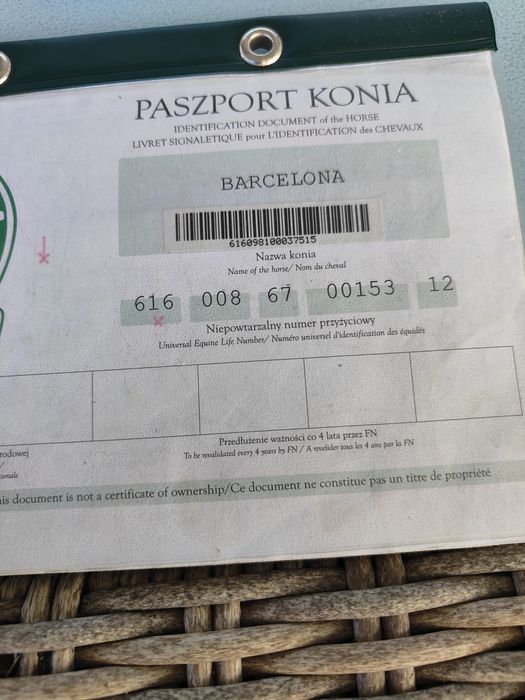 PASZPORT KONIA
IDENTIFICATION DOCUMENT of the HORSE
LIVRET SIGNALETIQUE pour L'IDENTIFICATION des CHEVAUX
BARCELONA
616098100037515
Nazwa konia
Name of the horse/ Nom du cheval
616 008 67 00153 12
Niepowtarzalny numer przyżyciowy
Universal Equine Life Number/ Numéro universel d'identification des équidés
Przedłużenie ważności co 4 lata przez FN
To be revalidated every 4 years by FN / A revelider tous les 4 ans par la FN
his document is not a certificate of ownership/Ce document ne constitue pas un titre de propriété